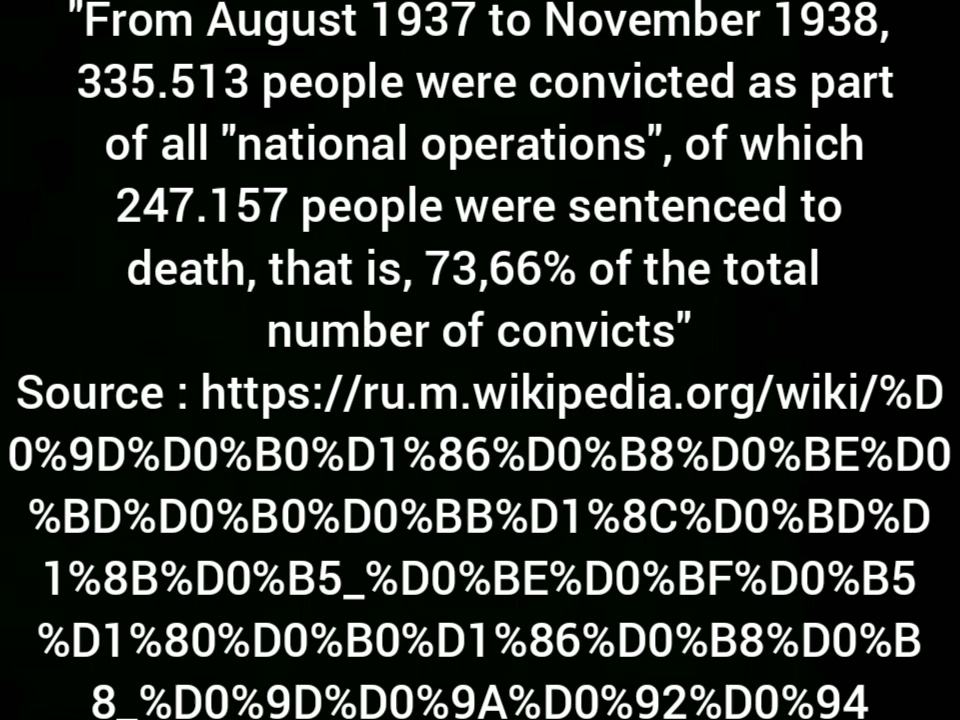 "From August 1937 to November 1938,
335.513 people were convicted as part
of all "national operations", of which
247.157 people were sentenced to
death, that is, 73,66% of the total
number of convicts"
Source : https://ru.m.wikipedia.org/wiki/%D
0%9D%D0%B0%D1%86%D0%B8%D0%BE%D0
%BD%D0%B0%D0%BB%D1%8C%D0%BD%D
1%8B%D0%B5_%D0%BE%D0%BF%D0%B5
%D1%80%D0%B0%D1%86%D0%B8%D0%B
8_%D0%9D%D0%9A%D0%92%D0%94